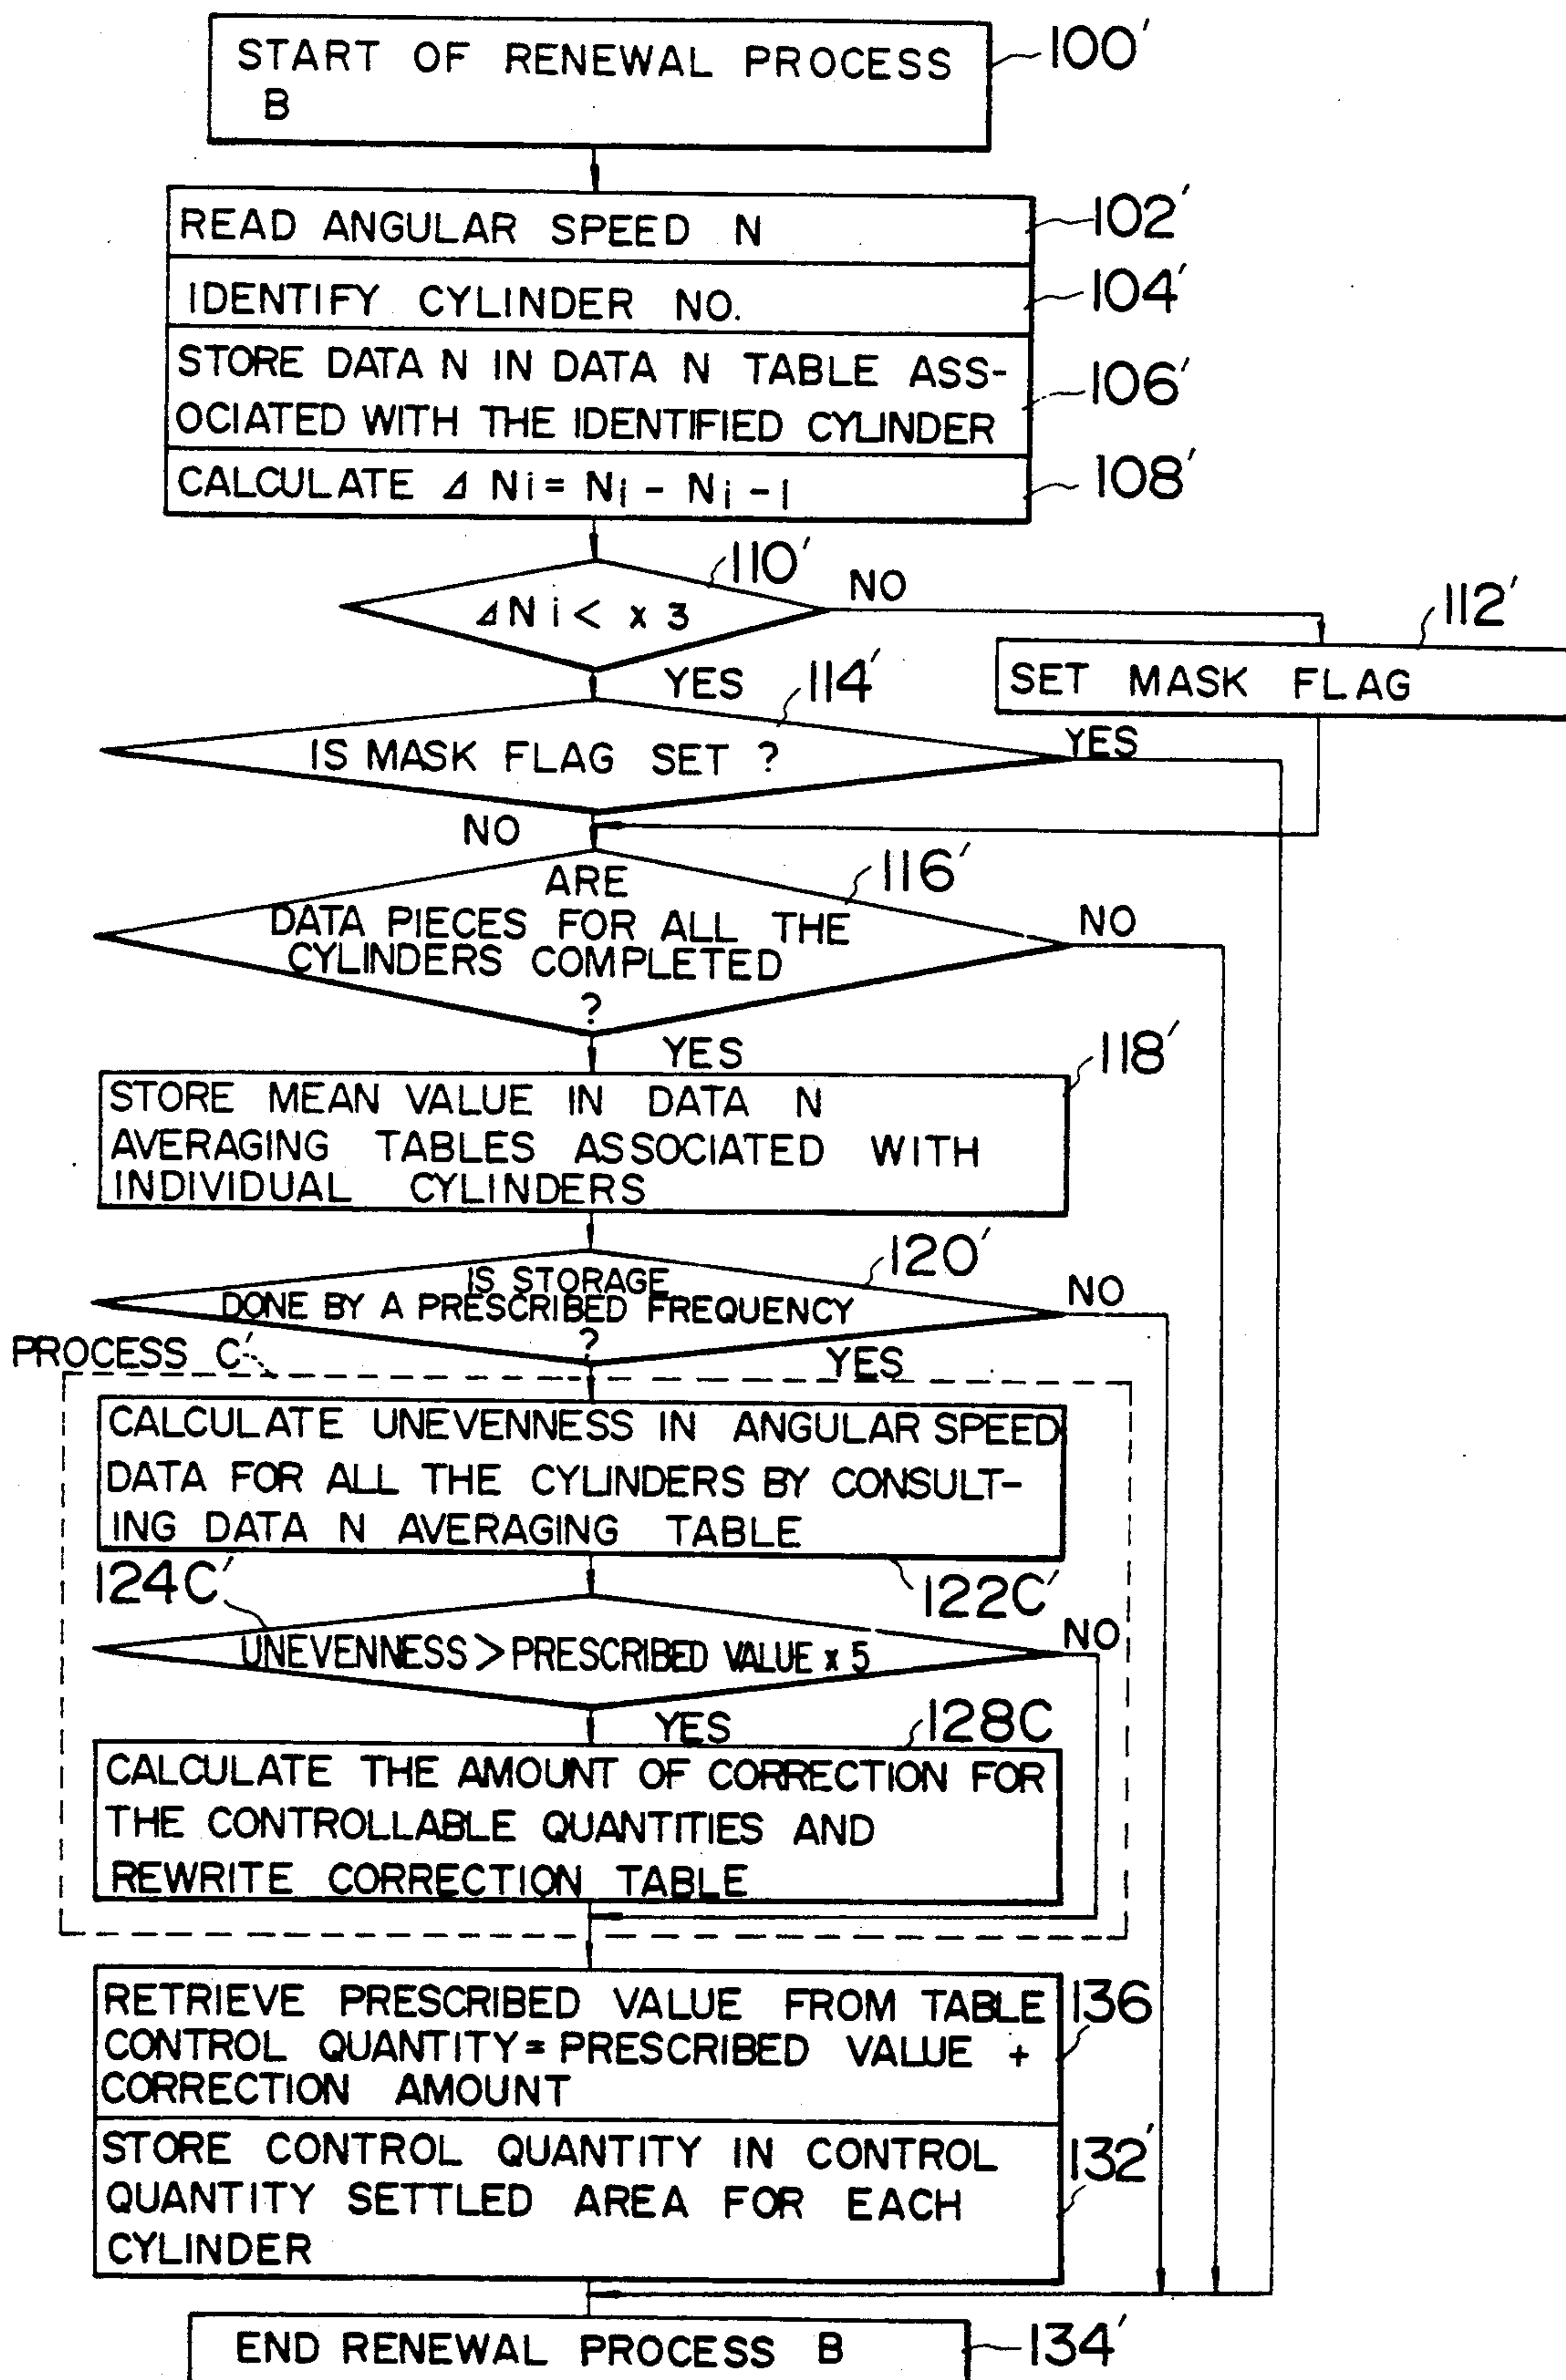 START OF RENEWAL PROCESS
B
100'
READ ANGULAR SPEED N
102'
IDENTIFY CYLINDER NO.
104'
STORE DATA N IN DATA N TABLE ASS-
OCIATED WITH THE IDENTIFIED CYLINDER
106'
CALCULATE ⊿ Ni = Ni - Ni - 1
108'
110'
⊿ N i < x 3
NO
112'
SET MASK FLAG
YES
114'
IS MASK FLAG SET ?
YES
NO
116'
ARE
DATA PIECES FOR ALL THE
CYLINDERS COMPLETED
?
NO
YES
118'
STORE MEAN VALUE IN DATA N
AVERAGING TABLES ASSOCIATED WITH
INDIVIDUAL CYLINDERS
120'
IS STORAGE
DONE BY A PRESCRIBED FREQUENCY
?
NO
YES
PROCESS C'
CALCULATE UNEVENNESS IN ANGULAR SPEED
DATA FOR ALL THE CYLINDERS BY CONSULT-
ING DATA N AVERAGING TABLE
124C'
122C'
UNEVENNESS > PRESCRIBED VALUE x 5
NO
YES
128C
CALCULATE THE AMOUNT OF CORRECTION FOR
THE CONTROLLABLE QUANTITIES AND
REWRITE CORRECTION TABLE
RETRIEVE PRESCRIBED VALUE FROM TABLE
CONTROL QUANTITY = PRESCRIBED VALUE +
CORRECTION AMOUNT
136
STORE CONTROL QUANTITY IN CONTROL
QUANTITY SETTLED AREA FOR EACH
CYLINDER
132'
END RENEWAL PROCESS B
134'